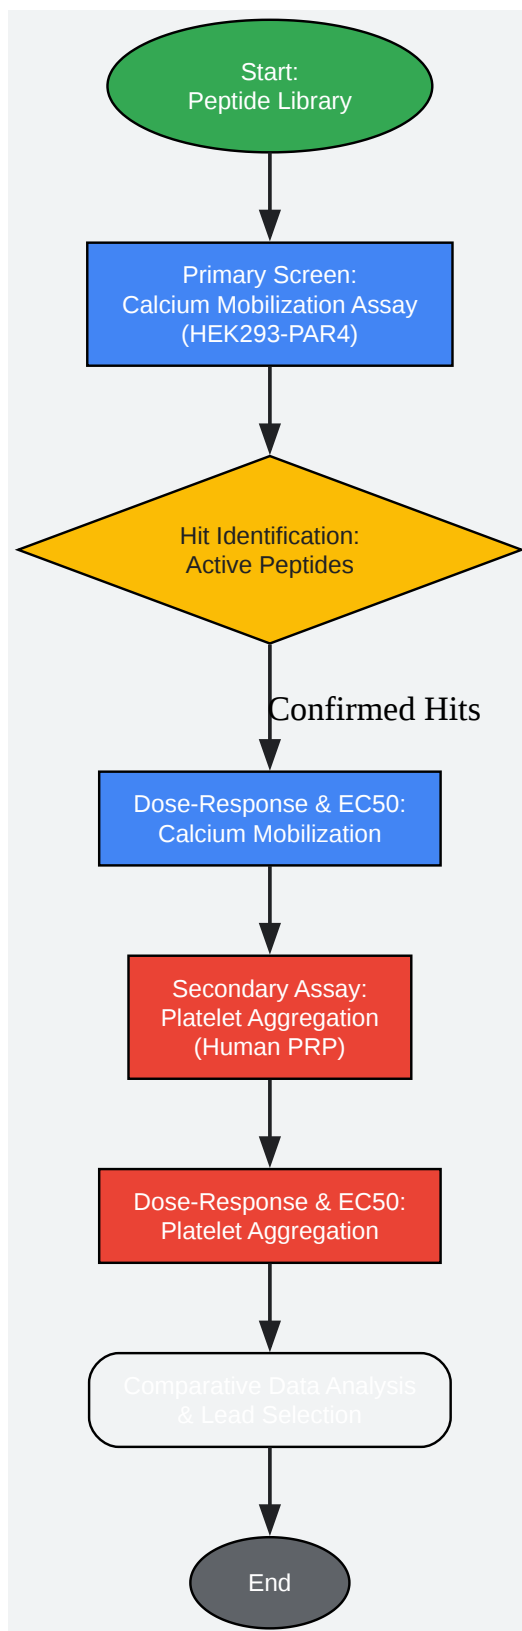 Start:
Peptide Library
Primary Screen:
Calcium Mobilization Assay
(HEK293-PAR4)
Hit Identification:
Active Peptides
Confirmed Hits
Dose-Response & EC50:
Calcium Mobilization
Secondary Assay:
Platelet Aggregation
(Human PRP)
Dose-Response & EC50:
Platelet Aggregation
Comparative Data Analysis
& Lead Selection
End